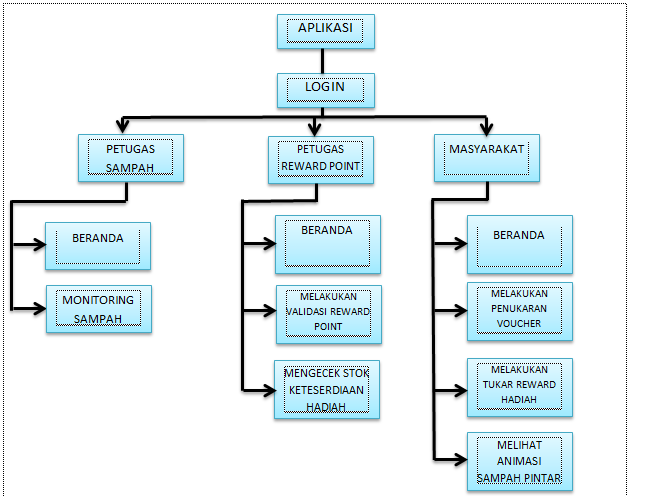 APLIKASI
LOGIN
PETUGAS
SAMPAH
PETUGAS
REWARD POINT
MASYARAKAT
BERANDA
MONITORING
SAMPAH
BERANDA
MELAKUKAN
VALIDASI REWARD
POINT
MENGECEK STOK
KETESERDIAAN
HADIAH
BERANDA
MELAKUKAN
PENUKARAN
VOUCHER
MELAKUKAN
TUKAR REWARD
HADIAH
MELIHAT
ANIMASI
SAMPAH PINTAR